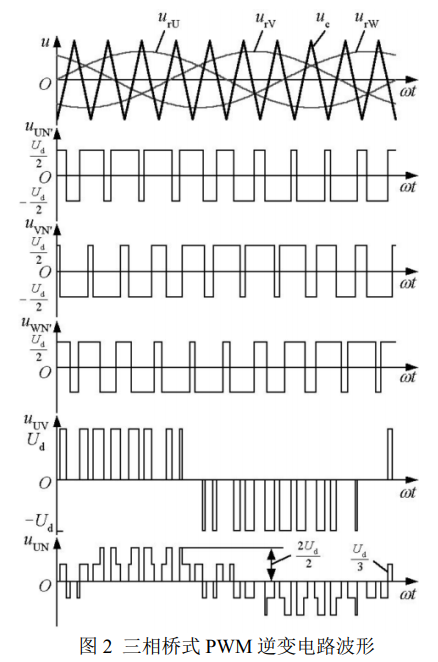 u u_rU u_rV u_c u_rW
O ωt
u_UN'
U_d/2
O ωt
-U_d/2
u_VN'
U_d/2
O ωt
-U_d/2
u_WN'
U_d/2
O ωt
u_UV
U_d
O ωt
-U_d
u_UN 2U_d/2 U_d/3
O ωt
图 2 三相桥式 PWM 逆变电路波形